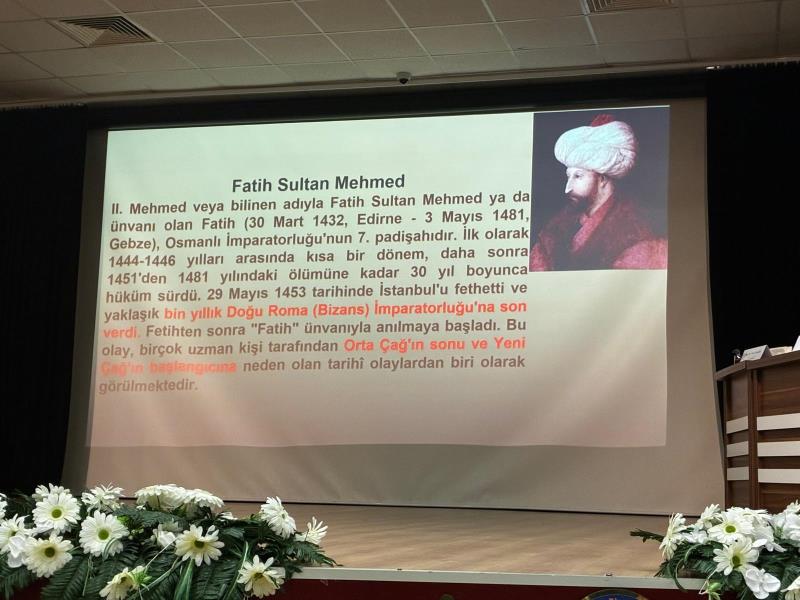 Fatih Sultan Mehmed
II. Mehmed veya bilinen adıyla Fatih Sultan Mehmed ya da
ünvanı olan Fatih (30 Mart 1432, Edirne - 3 Mayıs 1481,
Gebze), Osmanlı İmparatorluğu'nun 7. padişahıdır. İlk olarak
1444-1446 yılları arasında kısa bir dönem, daha sonra
1451'den 1481 yılındaki ölümüne kadar 30 yıl boyunca
hüküm sürdü. 29 Mayıs 1453 tarihinde İstanbul'u fethetti ve
yaklaşık bin yıllık Doğu Roma (Bizans) İmparatorluğu'na son
verdi. Fetihten sonra "Fatih" ünvanıyla anılmaya başladı. Bu
olay, birçok uzman kişi tarafından Orta Çağ'ın sonu ve Yeni
Çağ'ın başlangıcına neden olan tarihî olaylardan biri olarak
görülmektedir.